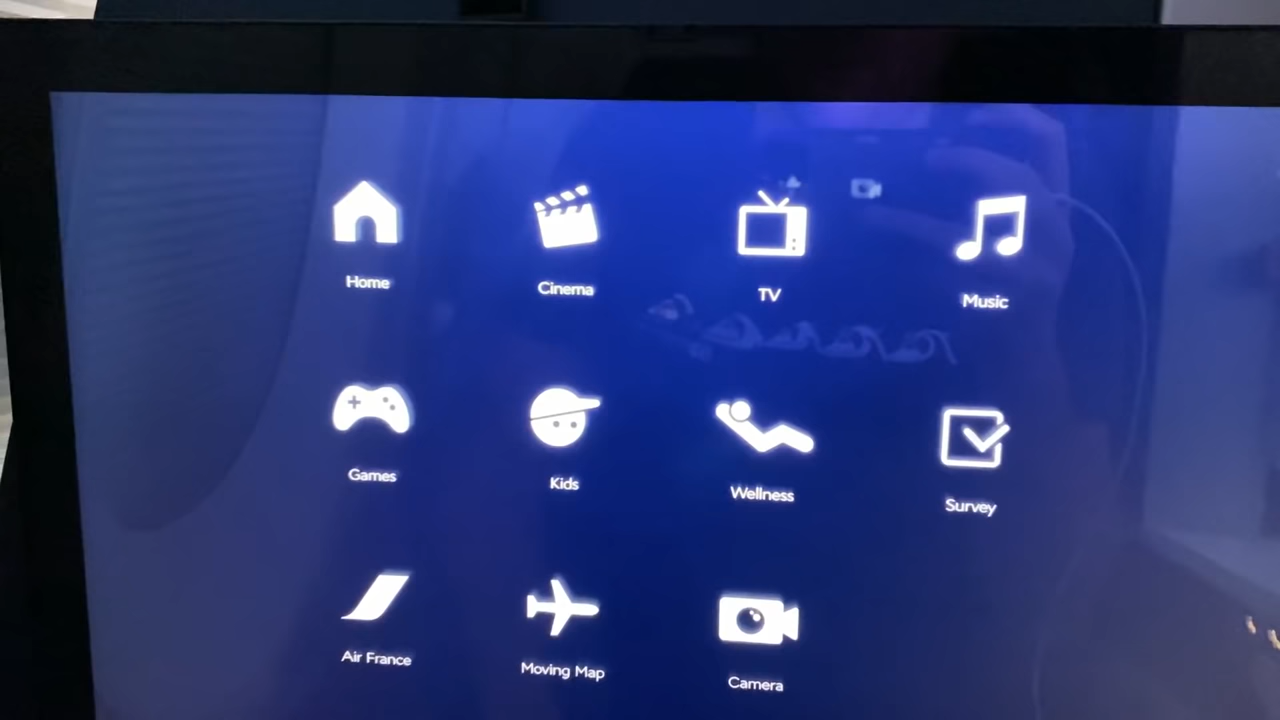 Home
Cinema
TV
Music
Games
Kids
Wellness
Survey
Air France
Moving Map
Camera